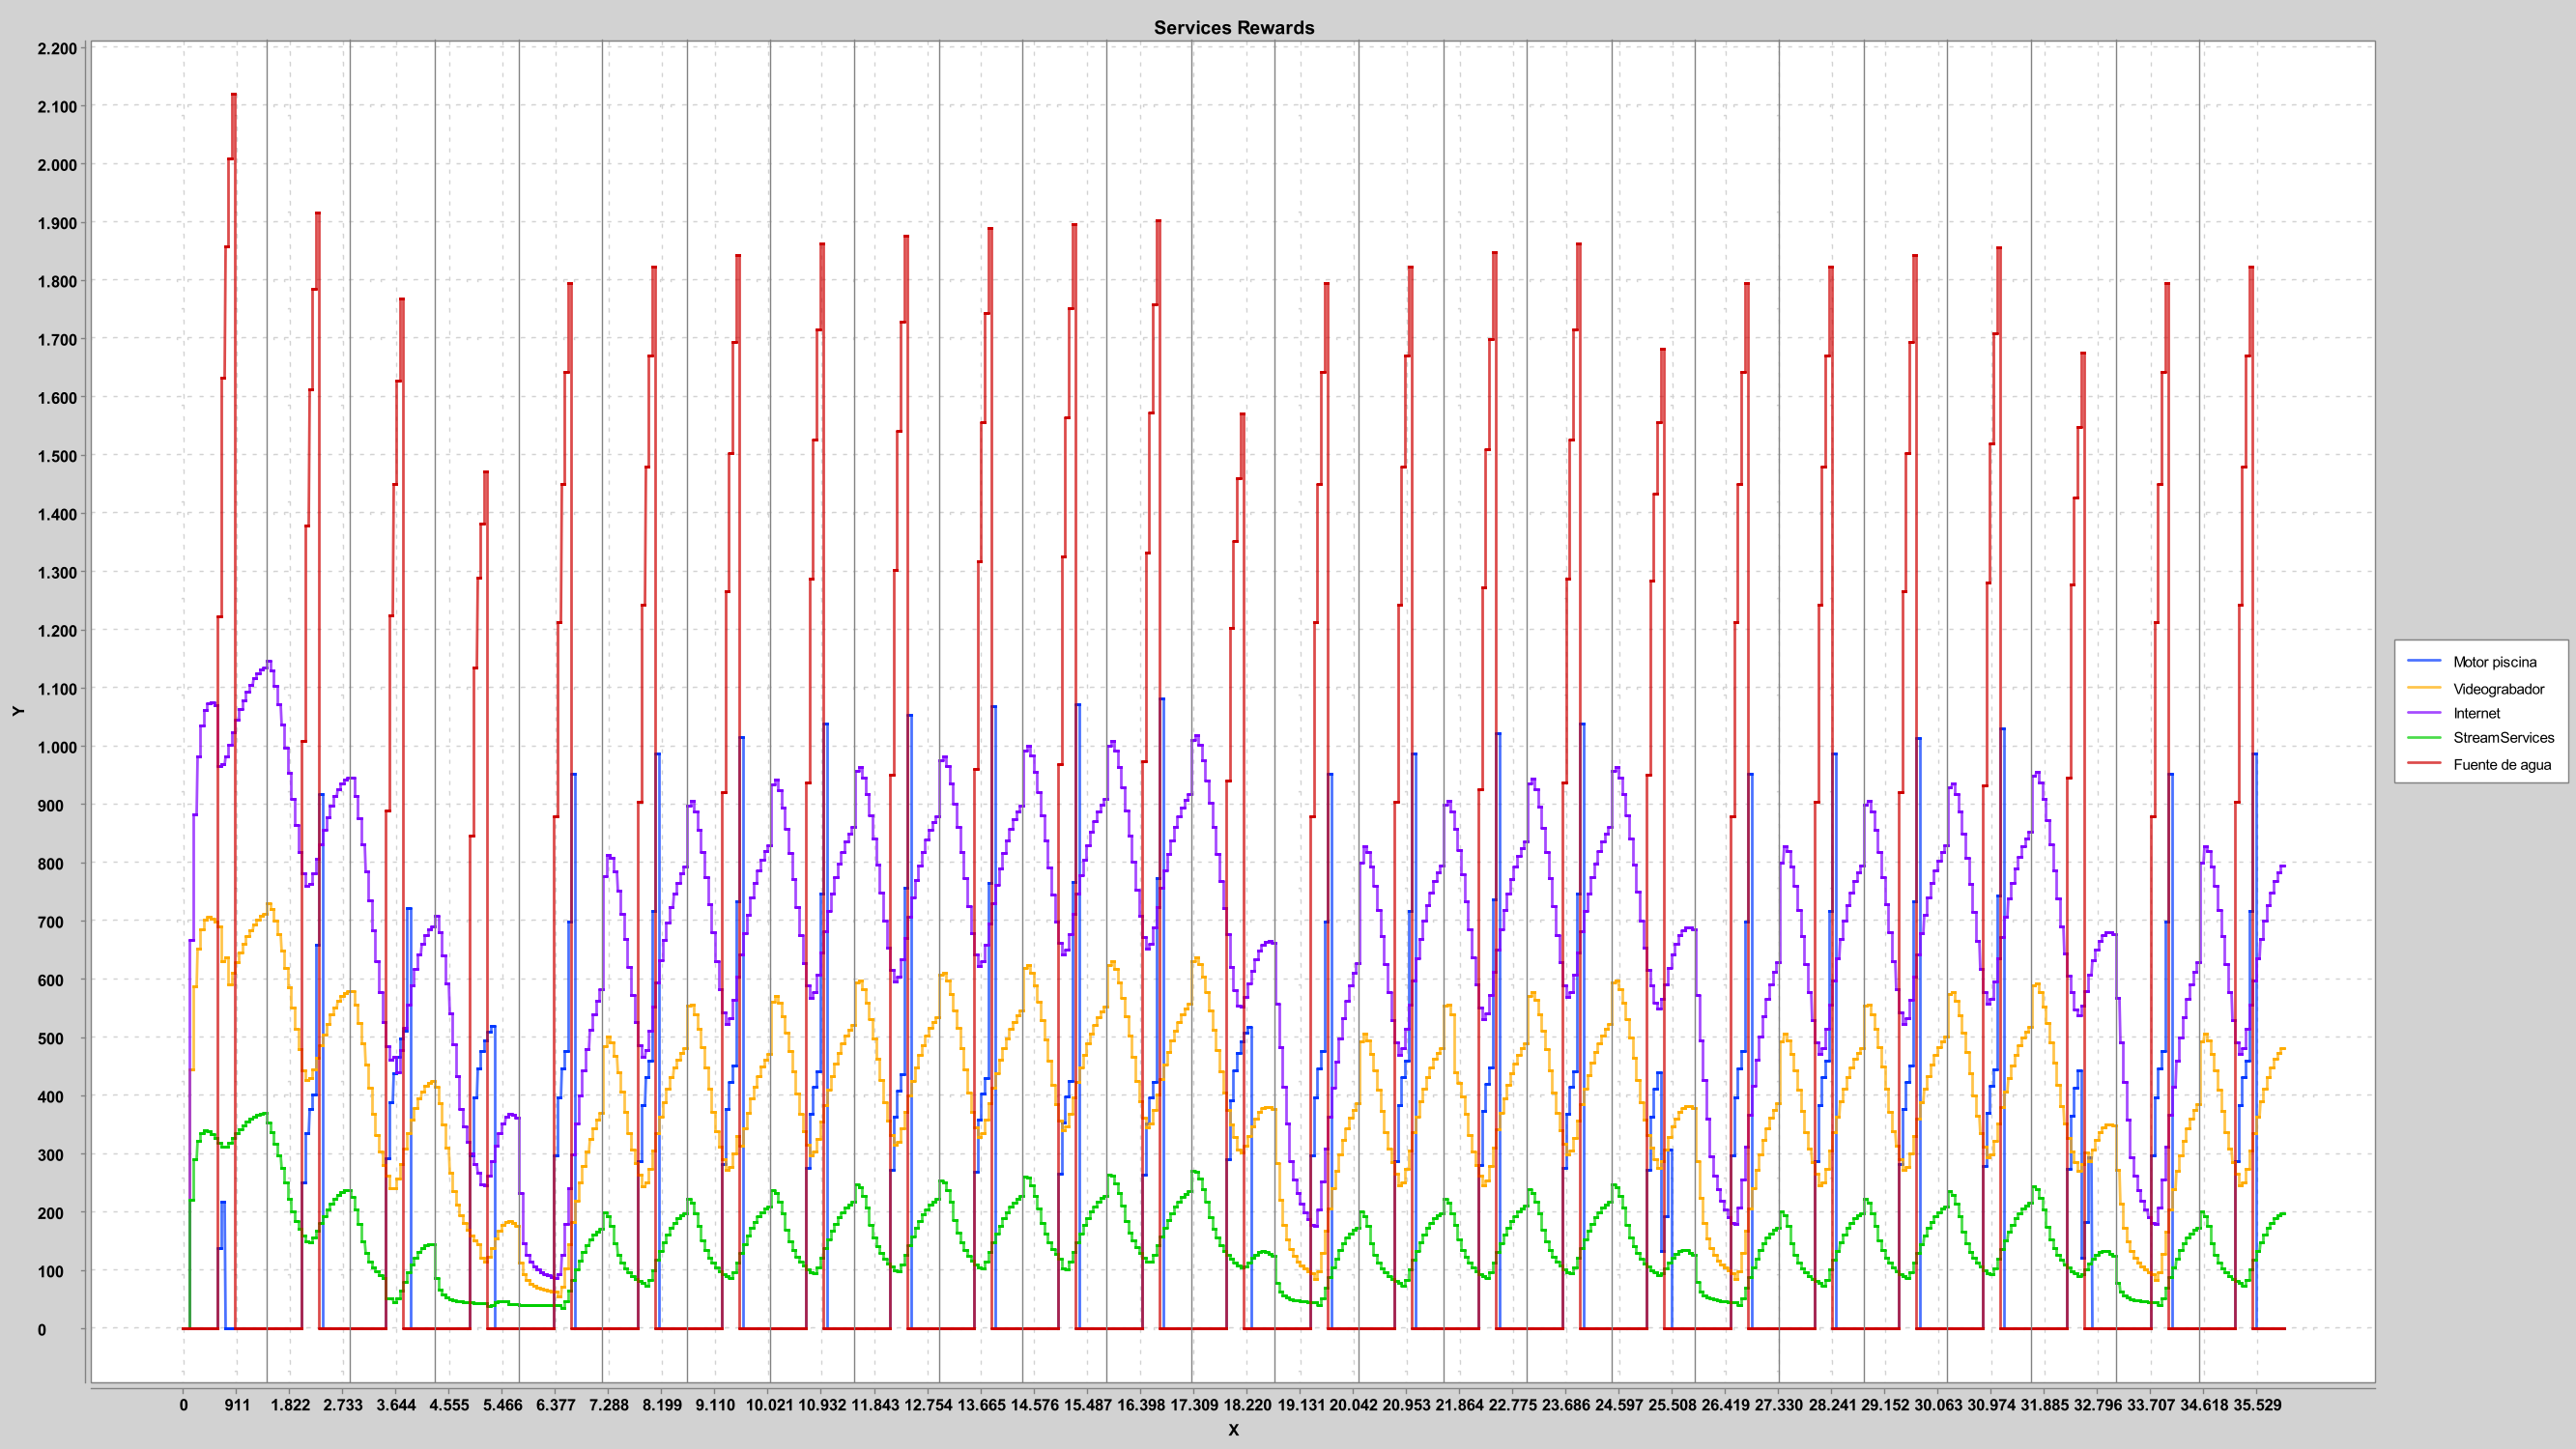 Services Rewards
2.200
2.100
2.000
1.900
1.800
1.700
1.600
1.500
1.400
1.300
1.200
1.100
1.000
900
800
700
600
500
400
300
200
100
0
Y
0 911 1.822 2.733 3.644 4.555 5.466 6.377 7.288 8.199 9.110 10.021 10.932 11.843 12.754 13.665 14.576 15.487 16.398 17.309 18.220 19.131 20.042 20.953 21.864 22.775 23.686 24.597 25.508 26.419 27.330 28.241 29.152 30.063 30.974 31.885 32.796 33.707 34.618 35.529
X
Motor piscina
Videograbador
Internet
StreamServices
Fuente de agua